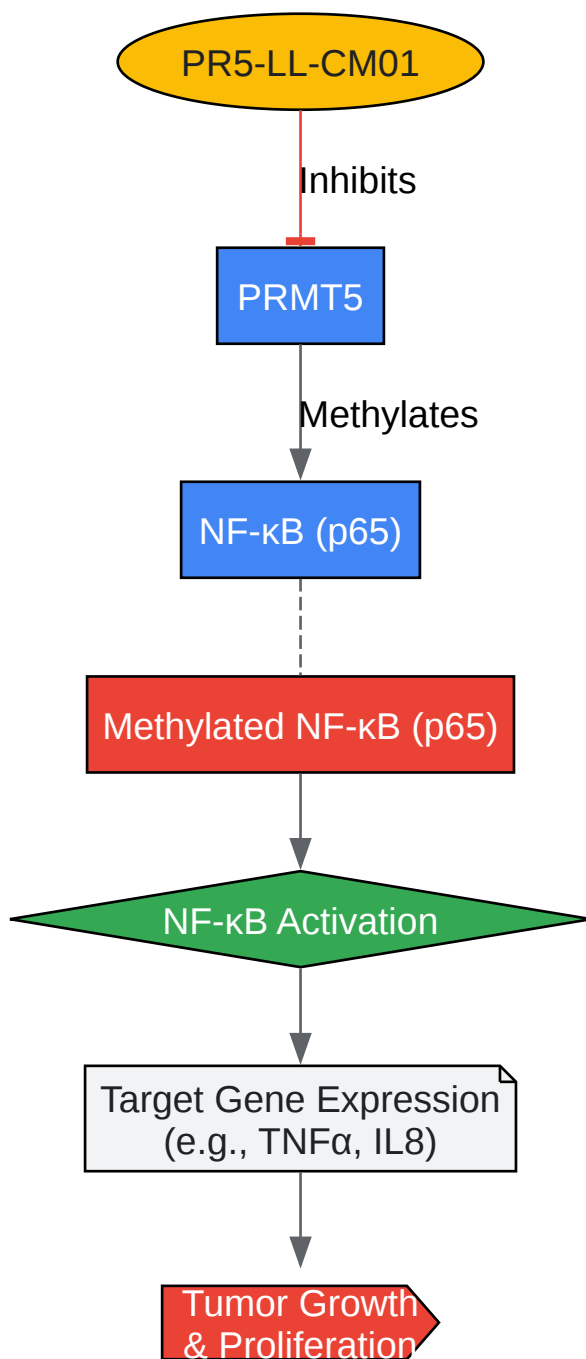 PR5-LL-CM01
Inhibits
PRMT5
Methylates
NF-κB (p65)
Methylated NF-κB (p65)
NF-κB Activation
Target Gene Expression
(e.g., TNFα, IL8)
Tumor Growth
& Proliferation